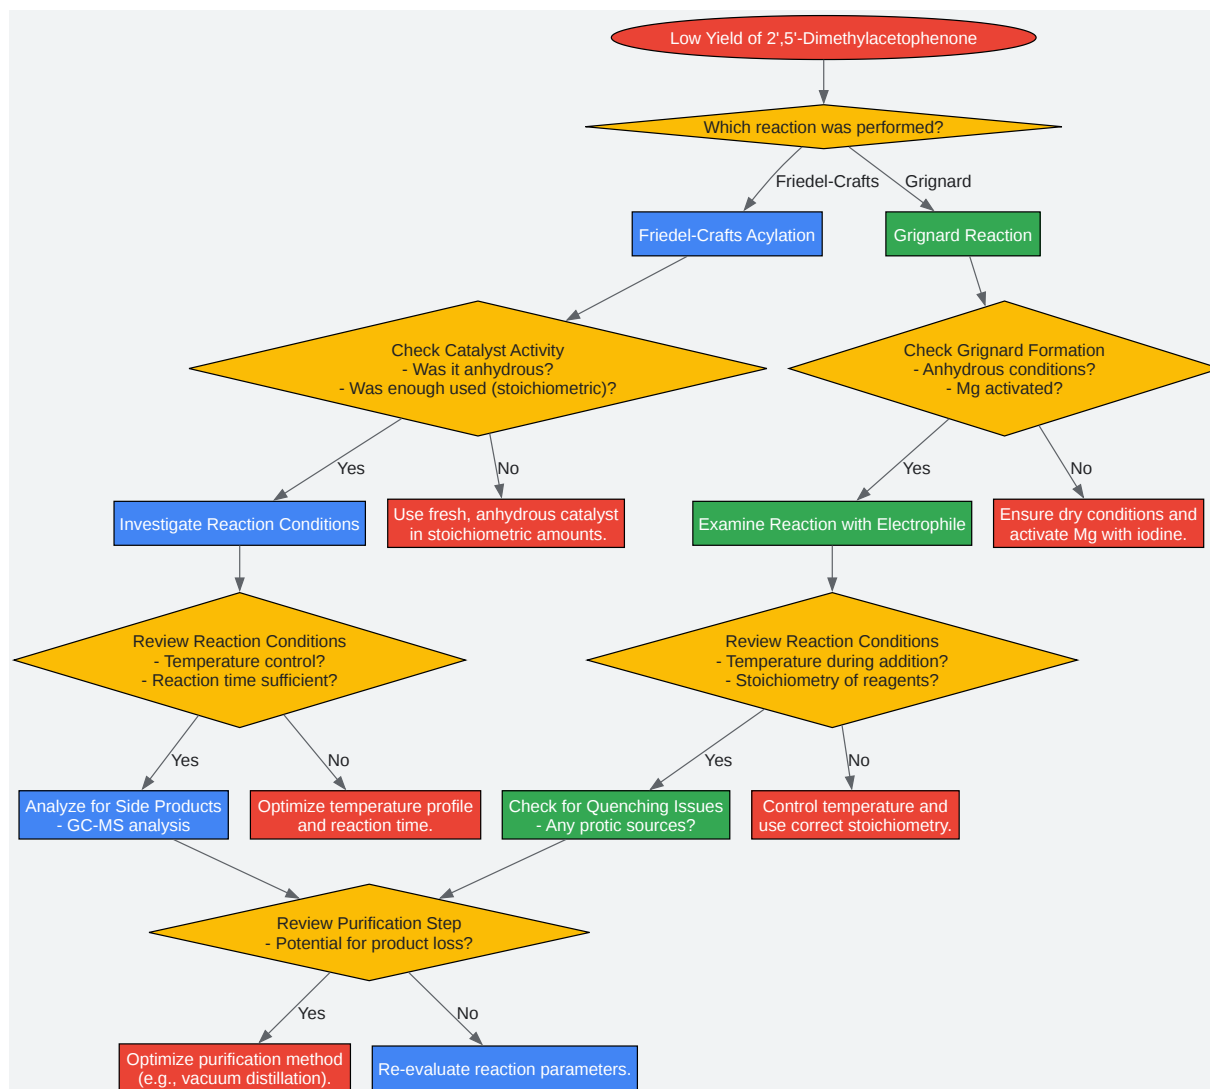 Low Yield of 2',5'-Dimethylacetophenone
Which reaction was performed?
Friedel-Crafts
Grignard
Friedel-Crafts Acylation
Grignard Reaction
Check Catalyst Activity
- Was it anhydrous?
- Was enough used (stoichiometric)?
Check Grignard Formation
- Anhydrous conditions?
- Mg activated?
Yes
No
Yes
No
Investigate Reaction Conditions
Use fresh, anhydrous catalyst
in stoichiometric amounts.
Examine Reaction with Electrophile
Ensure dry conditions and
activate Mg with iodine.
Review Reaction Conditions
- Temperature control?
- Reaction time sufficient?
Review Reaction Conditions
- Temperature during addition?
- Stoichiometry of reagents?
Yes
No
Yes
No
Analyze for Side Products
- GC-MS analysis
Optimize temperature profile
and reaction time.
Check for Quenching Issues
- Any protic sources?
Control temperature and
use correct stoichiometry.
Review Purification Step
- Potential for product loss?
Yes
No
Optimize purification method
(e.g., vacuum distillation).
Re-evaluate reaction parameters.